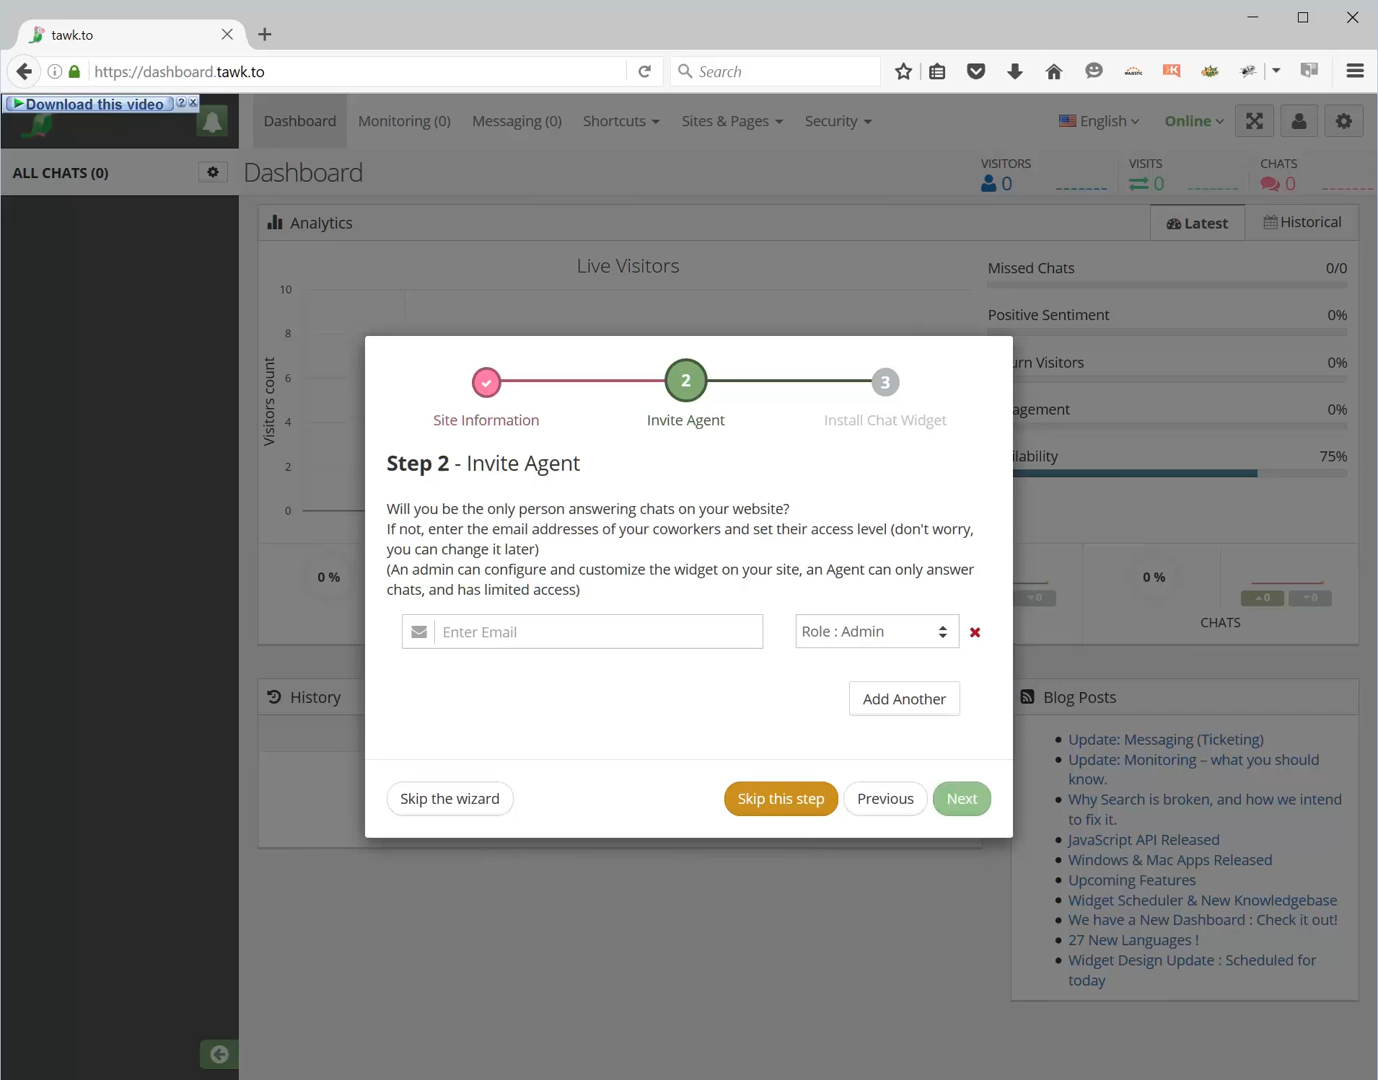 tawk.to
https://dashboard.tawk.to
Search
Download this video
Dashboard
Monitoring (0)
Messaging (0)
Shortcuts
Sites & Pages
Security
English
Online
ALL CHATS (0)
Dashboard
VISITORS
0
VISITS
0
CHATS
0
Analytics
Latest
Historical
Live Visitors
10
8
6
4
2
0
Visitors count
Missed Chats
0/0
Positive Sentiment
0%
urn Visitors
0%
agement
0%
ilability
75%
2
3
Site Information
Invite Agent
Install Chat Widget
Step 2 - Invite Agent
Will you be the only person answering chats on your website?
If not, enter the email addresses of your coworkers and set their access level (don't worry,
you can change it later)
(An admin can configure and customize the widget on your site, an Agent can only answer
chats, and has limited access)
Enter Email
Role : Admin
Add Another
Skip the wizard
Skip this step
Previous
Next
0 %
0
0 %
0
0
CHATS
History
Blog Posts
Update: Messaging (Ticketing)
Update: Monitoring – what you should
know.
Why Search is broken, and how we intend
to fix it.
JavaScript API Released
Windows & Mac Apps Released
Upcoming Features
Widget Scheduler & New Knowledgebase
We have a New Dashboard : Check it out!
27 New Languages !
Widget Design Update : Scheduled for
today